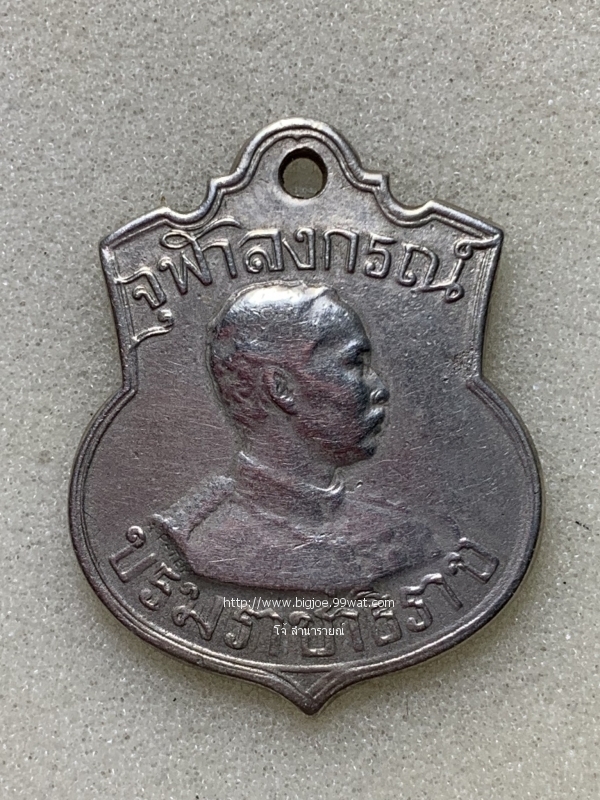 จุฬาลงกรณ์
บรมราชาธิราช
http://www.bigjoe.99wat.com
โจ๋ ลำนารายณ์